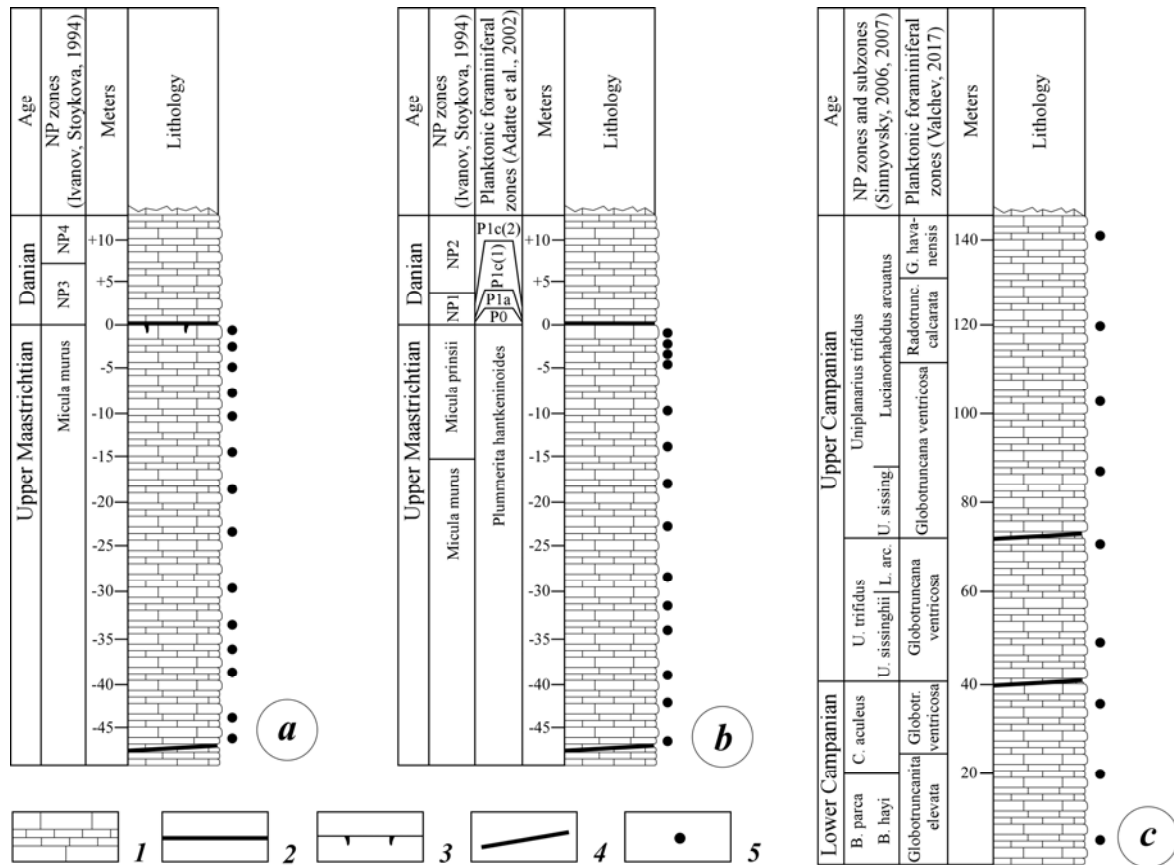 Age
NP zones
(Ivanov, Stoykova, 1994)
Meters
Lithology
Danian
NP4
NP3
Upper Maastrichtian
Micula murus
+10
+5
0
-5
-10
-15
-20
-25
-30
-35
-40
-45
a
Age
NP zones
(Ivanov, Stoykova, 1994)
Planktonic foraminiferal
zones (Adatte et al., 2002)
Meters
Lithology
Danian
NP2
NP1
P1c(2)
P1c(1)
P1a
P0
Upper Maastrichtian
Micula prinsii
Micula murus
Plummerita hantkeninoides
+10
+5
0
-5
-10
-15
-20
-25
-30
-35
-40
-45
b
Age
NP zones and subzones
(Sinnyovsky, 2006, 2007)
Planktonic foraminiferal
zones (Valchev, 2017)
Meters
Lithology
Upper Campanian
Uniplanarius trifidus
Lucianorhabdus arcuatus
U. sissing.
G. hava-
nensis
Radotrunc.
calcarata
Globotruncana ventricosa
U. trifidus
U. sissinghii
L. arc.
Globotruncana
ventricosa
Lower Campanian
C. aculeus
B. parca
B. hayi
Globotr.
ventricosa
Globotruncanita
elevata
140
120
100
80
60
40
20
c
1
2
3
4
5